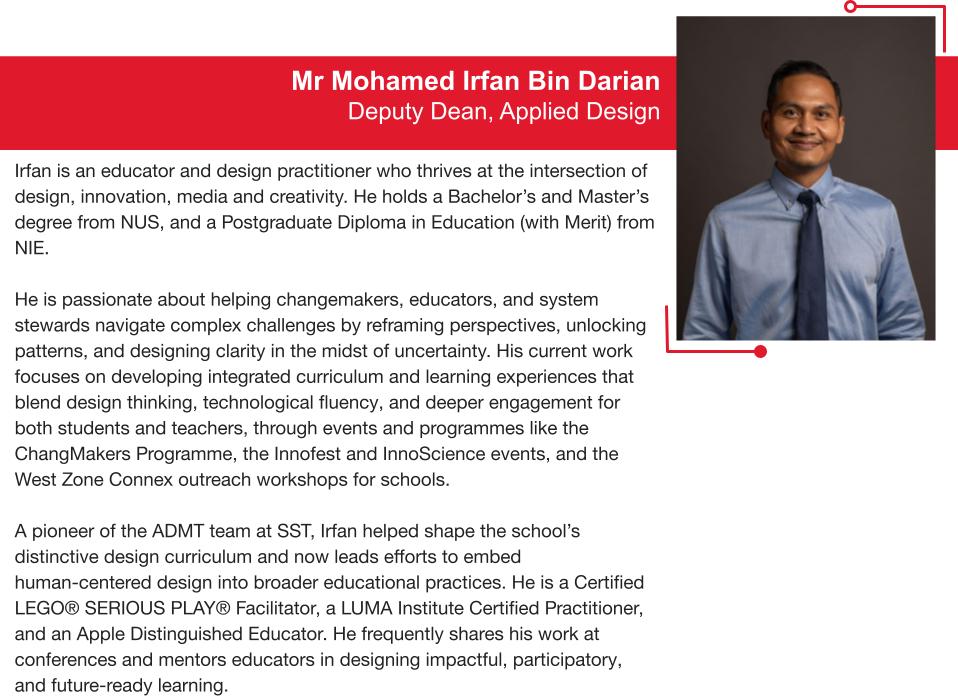 Mr Mohamed Irfan Bin Darian
Deputy Dean, Applied Design
Irfan is an educator and design practitioner who thrives at the intersection of
design, innovation, media and creativity. He holds a Bachelor’s and Master’s
degree from NUS, and a Postgraduate Diploma in Education (with Merit) from
NIE.
He is passionate about helping changemakers, educators, and system
stewards navigate complex challenges by reframing perspectives, unlocking
patterns, and designing clarity in the midst of uncertainty. His current work
focuses on developing integrated curriculum and learning experiences that
blend design thinking, technological fluency, and deeper engagement for
both students and teachers, through events and programmes like the
ChangMakers Programme, the Innofest and InnoScience events, and the
West Zone Connex outreach workshops for schools.
A pioneer of the ADMT team at SST, Irfan helped shape the school’s
distinctive design curriculum and now leads efforts to embed
human-centered design into broader educational practices. He is a Certified
LEGO® SERIOUS PLAY® Facilitator, a LUMA Institute Certified Practitioner,
and an Apple Distinguished Educator. He frequently shares his work at
conferences and mentors educators in designing impactful, participatory,
and future-ready learning.